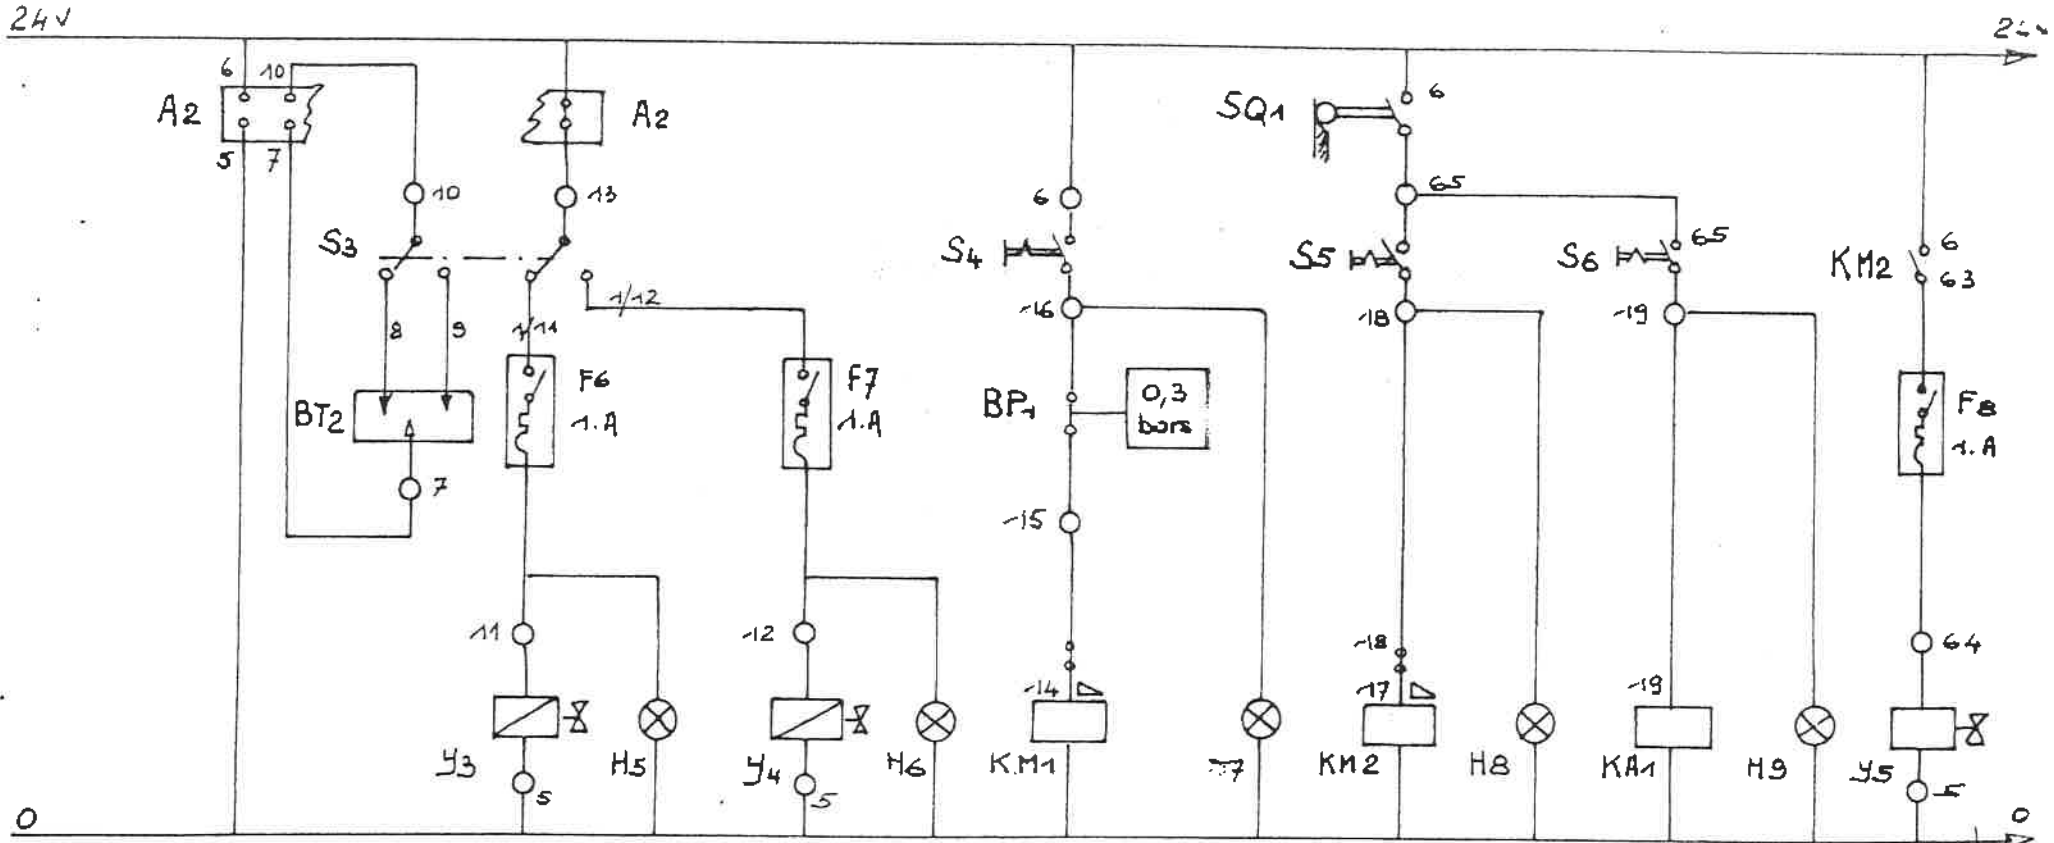 24V
24V
6 10
A2
A2
5 7
10
13
S3
8
9
1/11
1/12
BT2
7
F6
1.A
F7
1.A
11
12
Y3
5
H5
Y4
5
H6
6
S4
16
BP1
0,3
bars
15
14
KM1
SQ1
6
65
S5
18
18
17
KM2
H8
65
S6
19
19
KA1
H9
6
KM2
63
F8
1.A
64
Y5
5
0
0